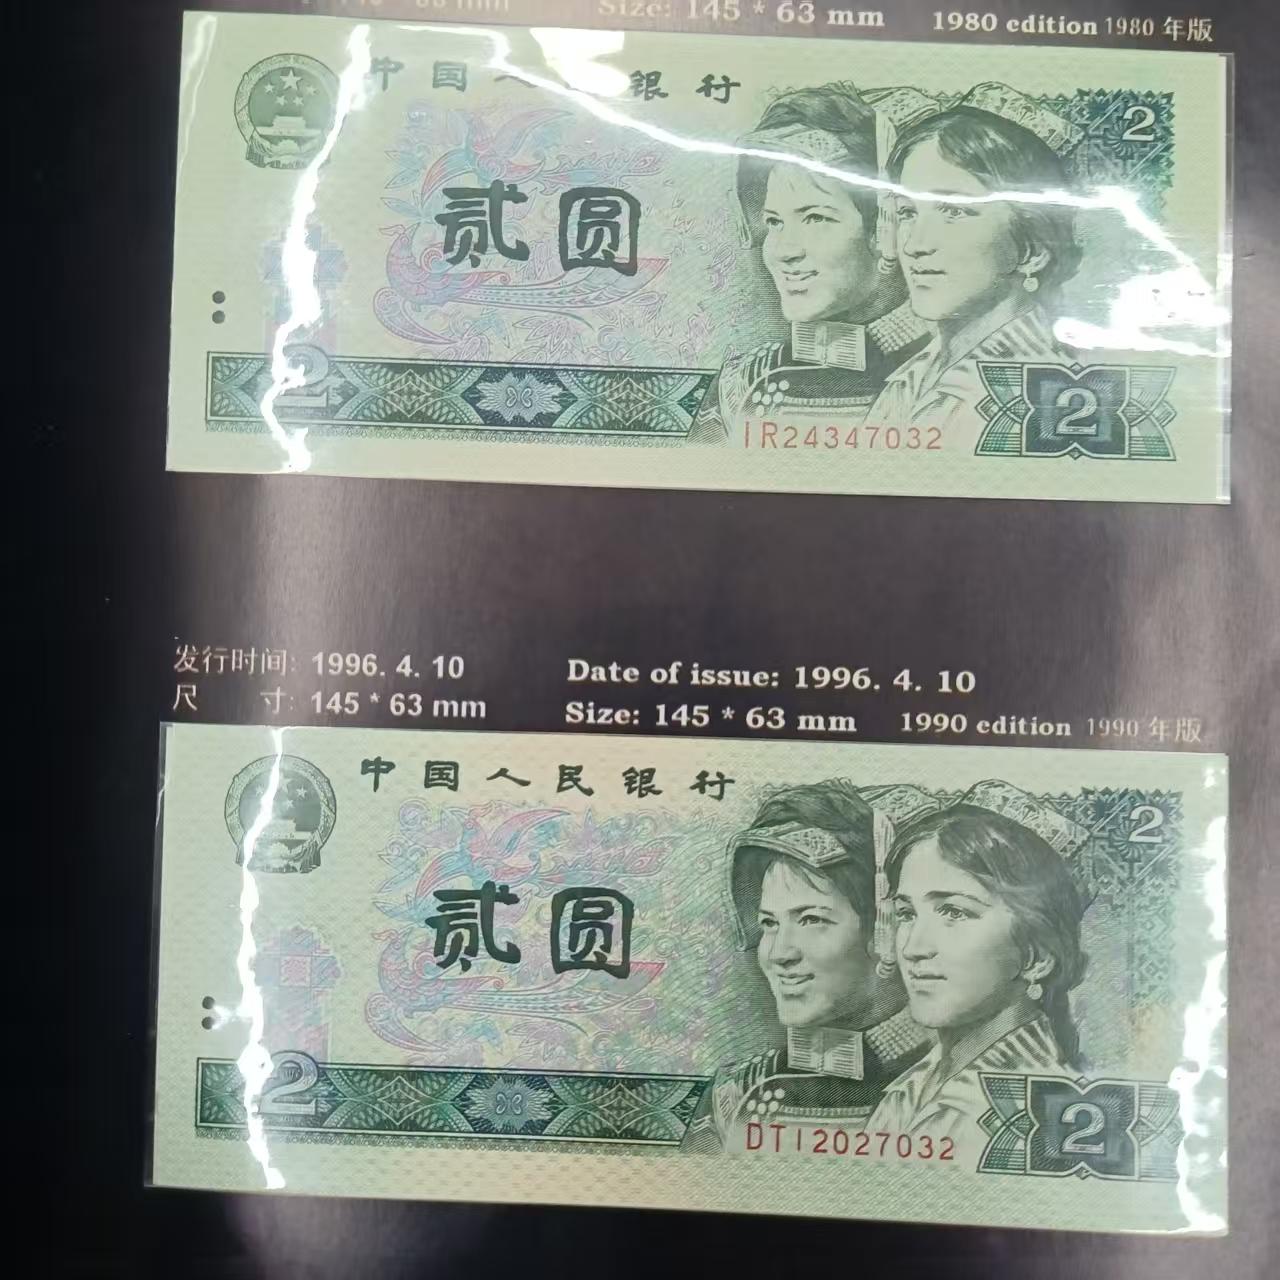 Size: 145 * 63 mm 1980 edition 1980 年版
中国人 银行
2
贰圆
2
2
IR24347032
发行时间: 1996. 4. 10 Date of issue: 1996. 4. 10
尺 寸: 145 * 63 mm Size: 145 * 63 mm 1990 edition 1990 年版
中国人民银行
2
贰圆
2
2
DT12027032